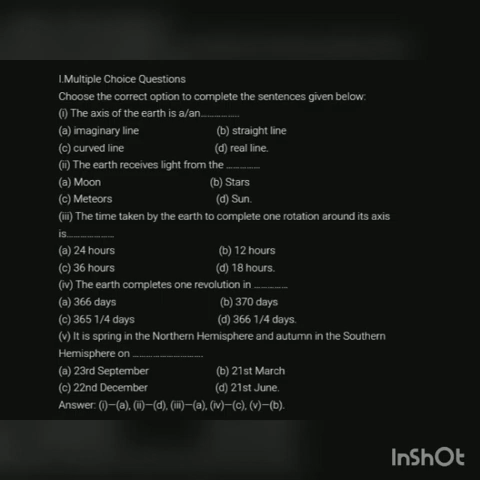 I.Multiple Choice Questions
Choose the correct option to complete the sentences given below:
(i) The axis of the earth is a/an................
(a) imaginary line (b) straight line
(c) curved line (d) real line.
(ii) The earth receives light from the ..............
(a) Moon (b) Stars
(c) Meteors (d) Sun.
(iii) The time taken by the earth to complete one rotation around its axis
is....................
(a) 24 hours (b) 12 hours
(c) 36 hours (d) 18 hours.
(iv) The earth completes one revolution in ..............
(a) 366 days (b) 370 days
(c) 365 1/4 days (d) 366 1/4 days.
(v) It is spring in the Northern Hemisphere and autumn in the Southern
Hemisphere on .............................
(a) 23rd September (b) 21st March
(c) 22nd December (d) 21st June.
Answer: (i)—(a), (ii)—(d), (iii)—(a), (iv)—(c), (v)—(b).
InShOt